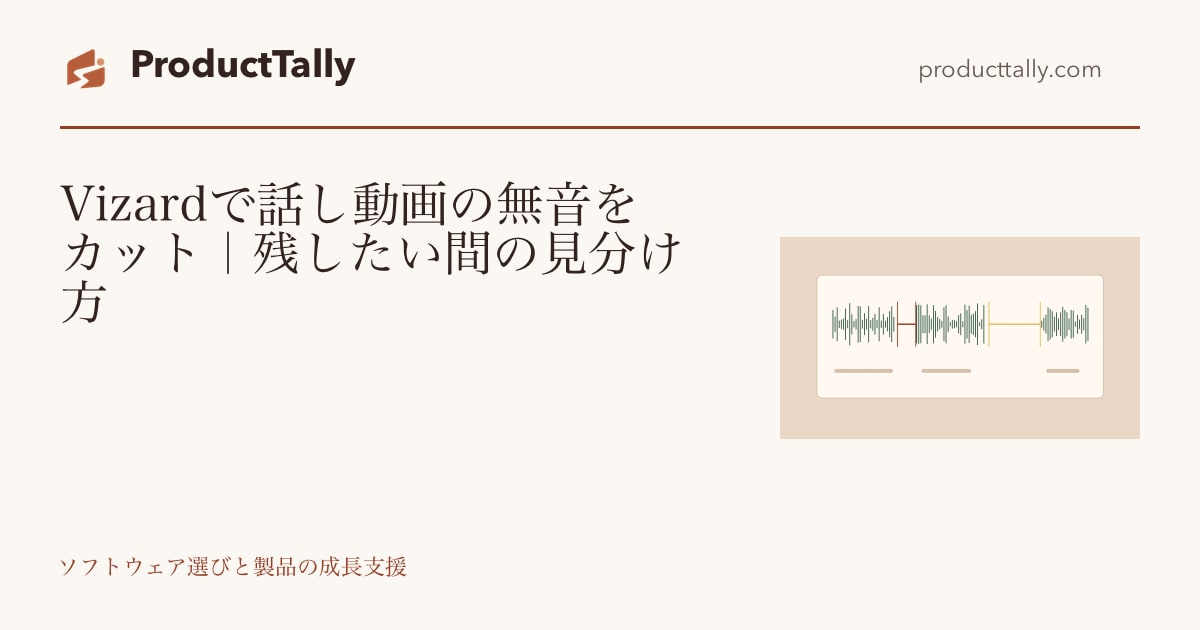 ProductTally
producttally.com
Vizardで話し動画の無音を
カット｜残したい間の見分け
方
ソフトウェア選びと製品の成長支援